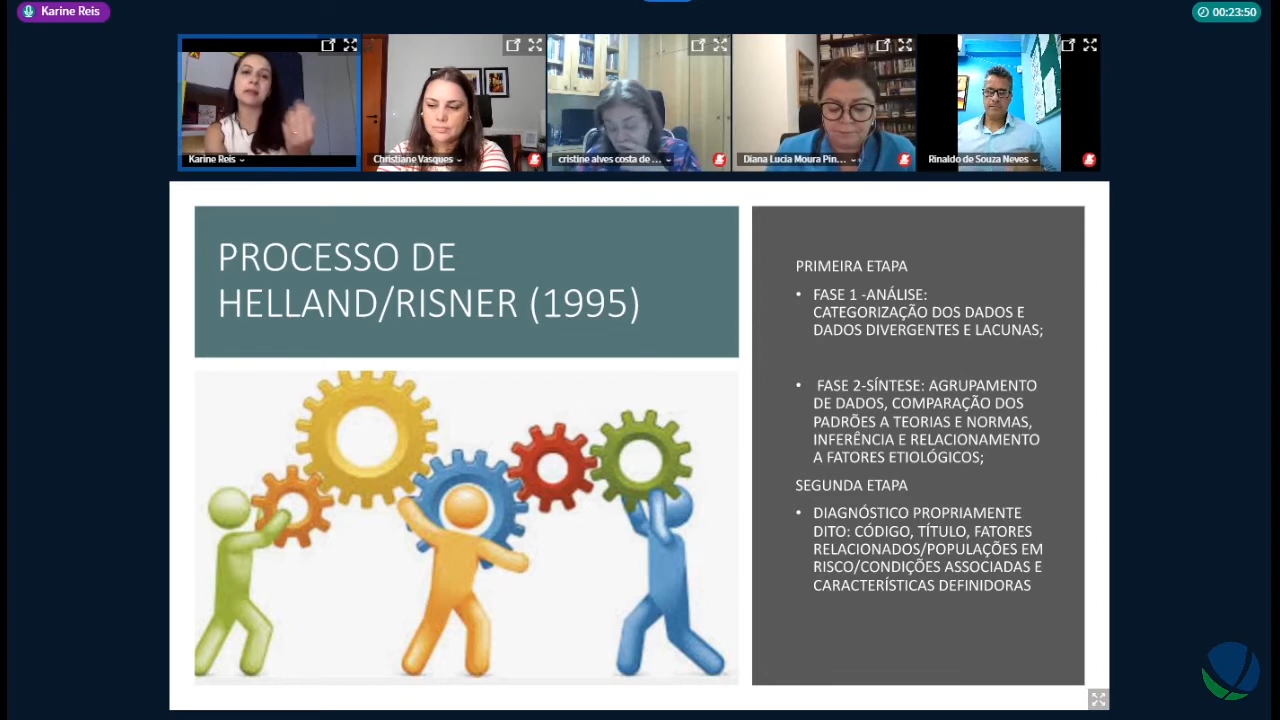 Karine Reis
00:23:50
Karine Reis
Christiane Vasques
cristine alves costa de ...
Diana Lucia Moura Pin...
Rinaldo de Souza Neves
PROCESSO DE
HELLAND/RISNER (1995)
PRIMEIRA ETAPA
• FASE 1 -ANÁLISE:
CATEGORIZAÇÃO DOS DADOS E
DADOS DIVERGENTES E LACUNAS;
• FASE 2-SÍNTESE: AGRUPAMENTO
DE DADOS, COMPARAÇÃO DOS
PADRÕES A TEORIAS E NORMAS,
INFERÊNCIA E RELACIONAMENTO
A FATORES ETIOLÓGICOS;
SEGUNDA ETAPA
• DIAGNÓSTICO PROPRIAMENTE
DITO: CÓDIGO, TÍTULO, FATORES
RELACIONADOS/POPULAÇÕES EM
RISCO/CONDIÇÕES ASSOCIADAS E
CARACTERÍSTICAS DEFINIDORAS